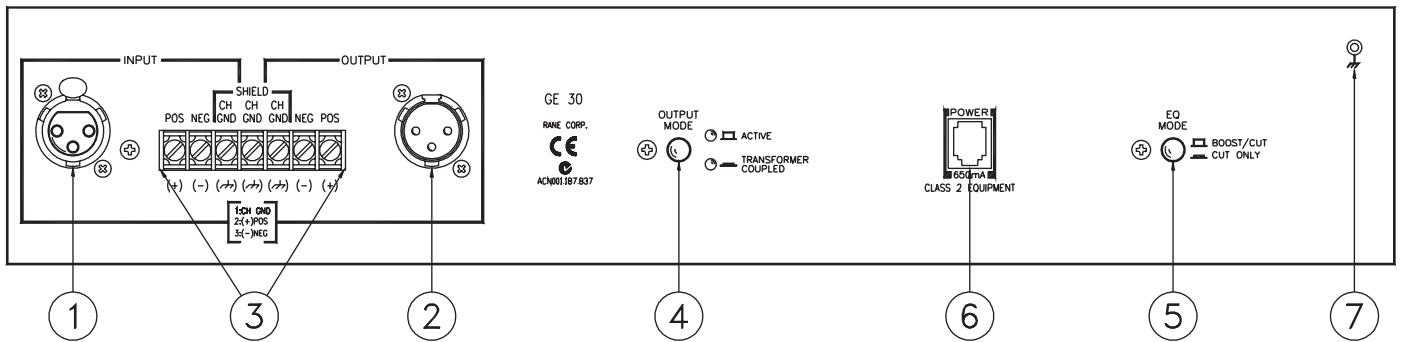 INPUT
OUTPUT
SHIELD
CH CH CH
POS NEG GND GND GND NEG POS
(+) (-) (-) (+)
1:CH GND
2:(+)POS
3:(-)NEG
GE 30
RANE CORP.
CE
ACN001.187.837
OUTPUT
MODE
ACTIVE
TRANSFORMER
COUPLED
POWER
650mA
CLASS 2 EQUIPMENT
EQ
MODE
BOOST/CUT
CUT ONLY
1 3 2 4 6 5 7